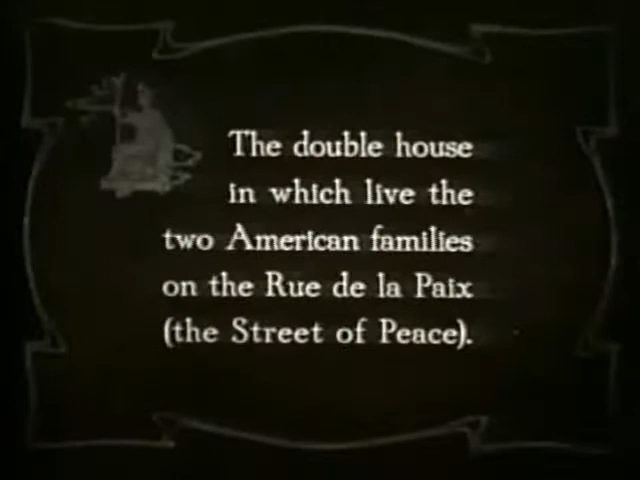 The double house
in which live the
two American families
on the Rue de la Paix
(the Street of Peace).